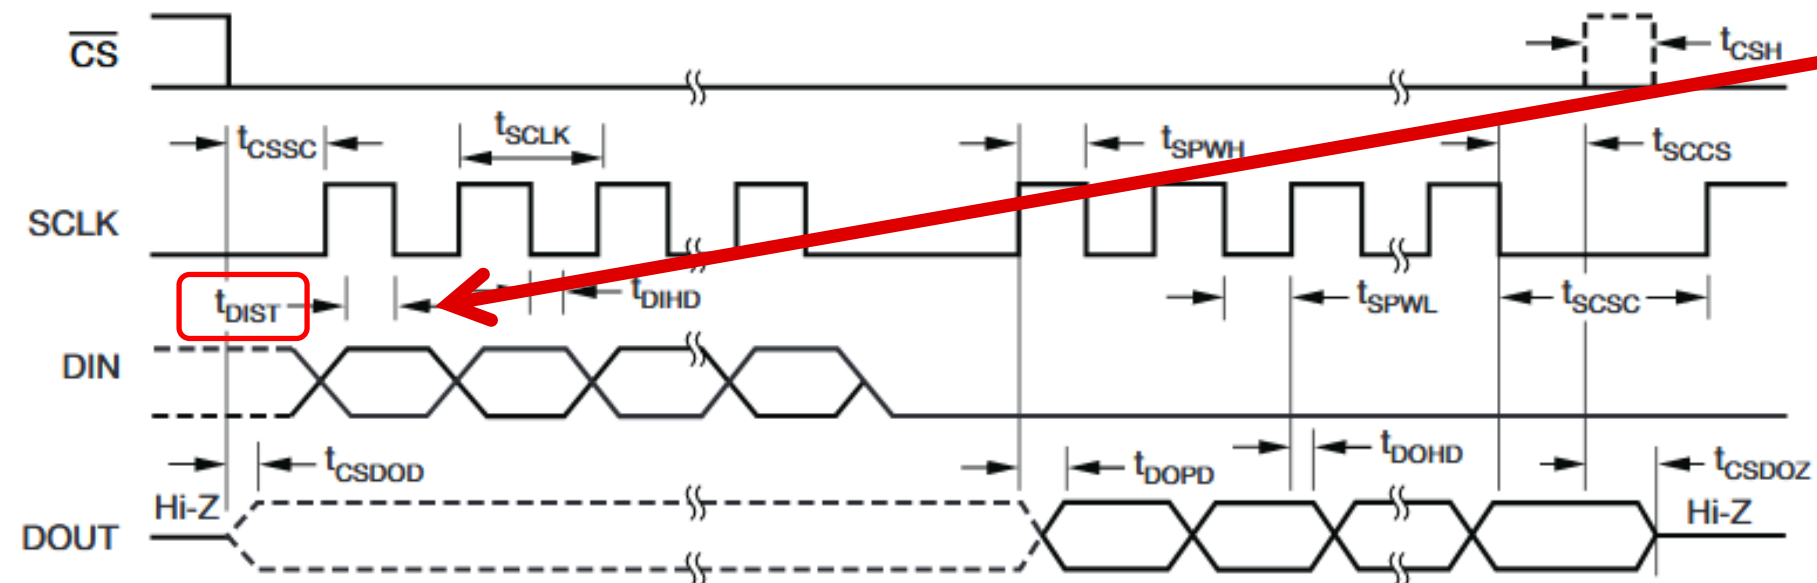 CS
tCSH
tCSSC
tSCLK
tSPWH
tSCCS
SCLK
tDIST
tDIHD
tSPWL
tSCSC
DIN
tCSDOD
tDOPD
tDOHD
tCSDOZ
Hi-Z
Hi-Z
DOUT